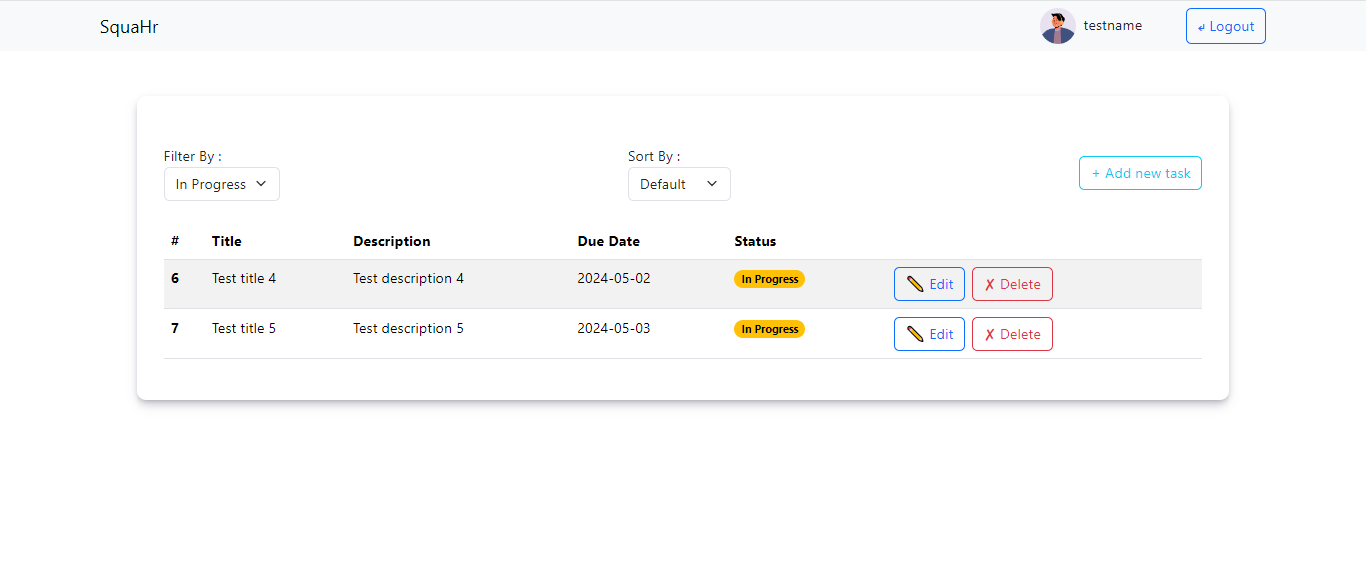 SquaHr testname ↲ Logout
Filter By : Sort By :
In Progress Default + Add new task
# Title Description Due Date Status
6 Test title 4 Test description 4 2024-05-02 In Progress Edit ✗ Delete
7 Test title 5 Test description 5 2024-05-03 In Progress Edit ✗ Delete